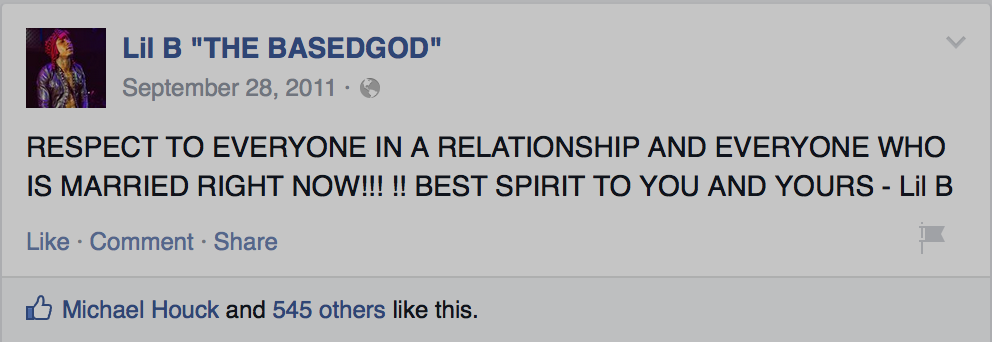 Lil B "THE BASEDGOD"
September 28, 2011 ·
RESPECT TO EVERYONE IN A RELATIONSHIP AND EVERYONE WHO
IS MARRIED RIGHT NOW!!! !! BEST SPIRIT TO YOU AND YOURS - Lil B
Like · Comment · Share
Michael Houck and 545 others like this.